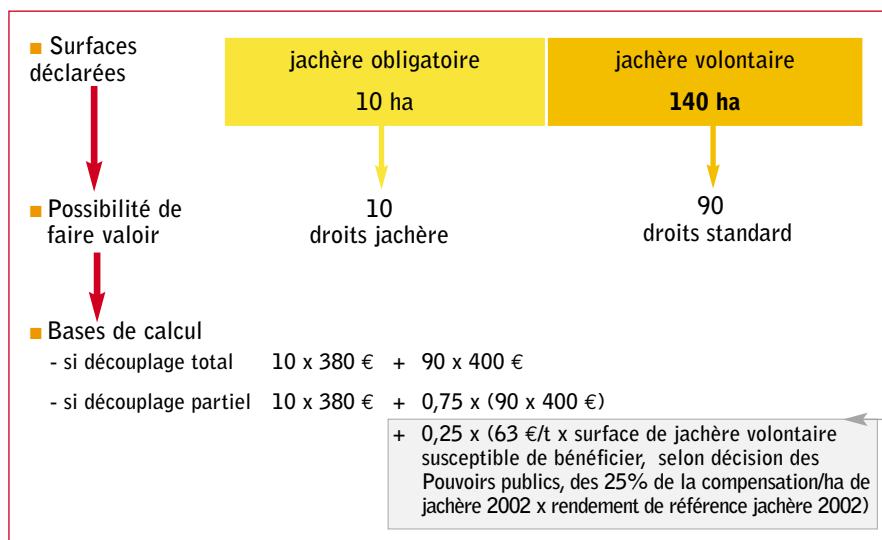 ■ Surfaces
déclarées
jachère obligatoire
10 ha
jachère volontaire
140 ha
■ Possibilité de
faire valoir
10
droits jachère
90
droits standard
■ Bases de calcul
- si découplage total 10 x 380 € + 90 x 400 €
- si découplage partiel 10 x 380 € + 0,75 x (90 x 400 €)
+ 0,25 x (63 €/t x surface de jachère volontaire
susceptible de bénéficier, selon décision des
Pouvoirs publics, des 25% de la compensation/ha de
jachère 2002 x rendement de référence jachère 2002)